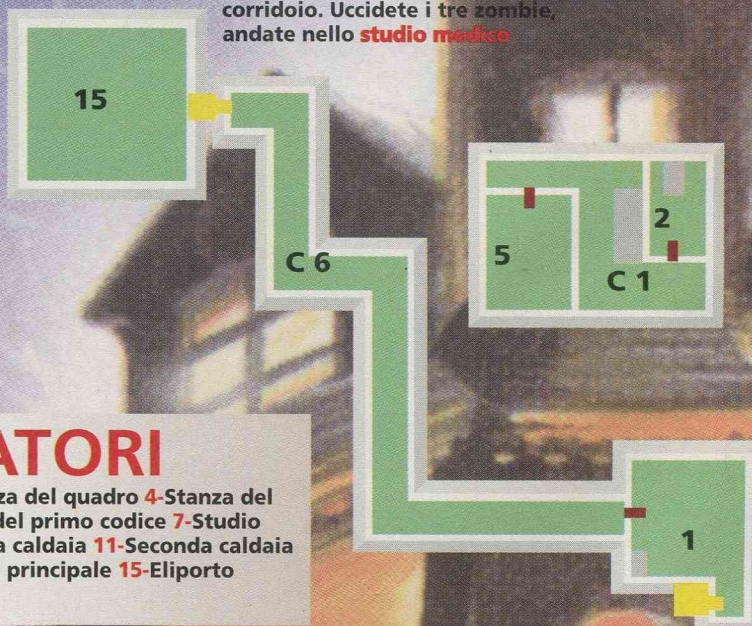 corridoio. Uccidete i tre zombie,
andate nello studio medico
15
C 6
5
2
C 1
1
ATORI
za del quadro 4-Stanza del
del primo codice 7-Studio
a caldaia 11-Seconda caldaia
principale 15-Eliporto